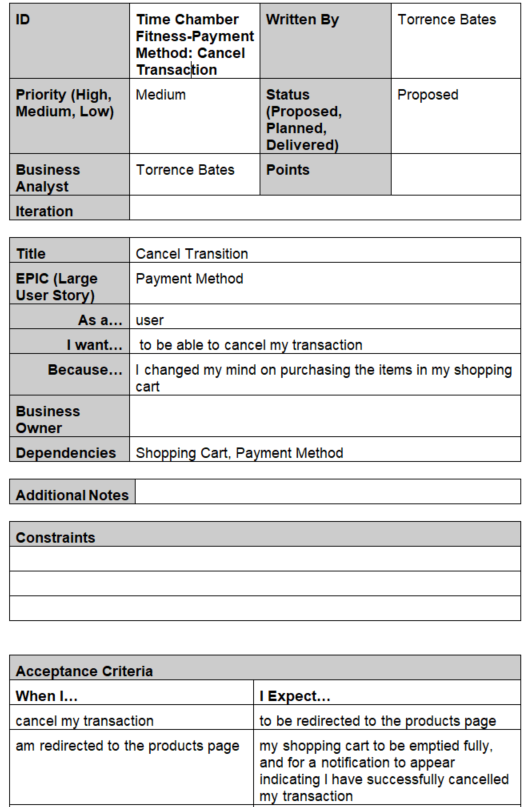 ID Time Chamber Written By Torrence Bates
Fitness-Payment
Method: Cancel
Transaction
Priority (High, Medium Status Proposed
Medium, Low) (Proposed,
Planned,
Delivered)
Business Torrence Bates Points
Analyst
Iteration
Title Cancel Transition
EPIC (Large Payment Method
User Story)
As a… user
I want… to be able to cancel my transaction
Because… I changed my mind on purchasing the items in my shopping
cart
Business
Owner
Dependencies Shopping Cart, Payment Method
Additional Notes
Constraints
Acceptance Criteria
When I… I Expect…
cancel my transaction to be redirected to the products page
am redirected to the products page my shopping cart to be emptied fully,
and for a notification to appear
indicating I have successfully cancelled
my transaction